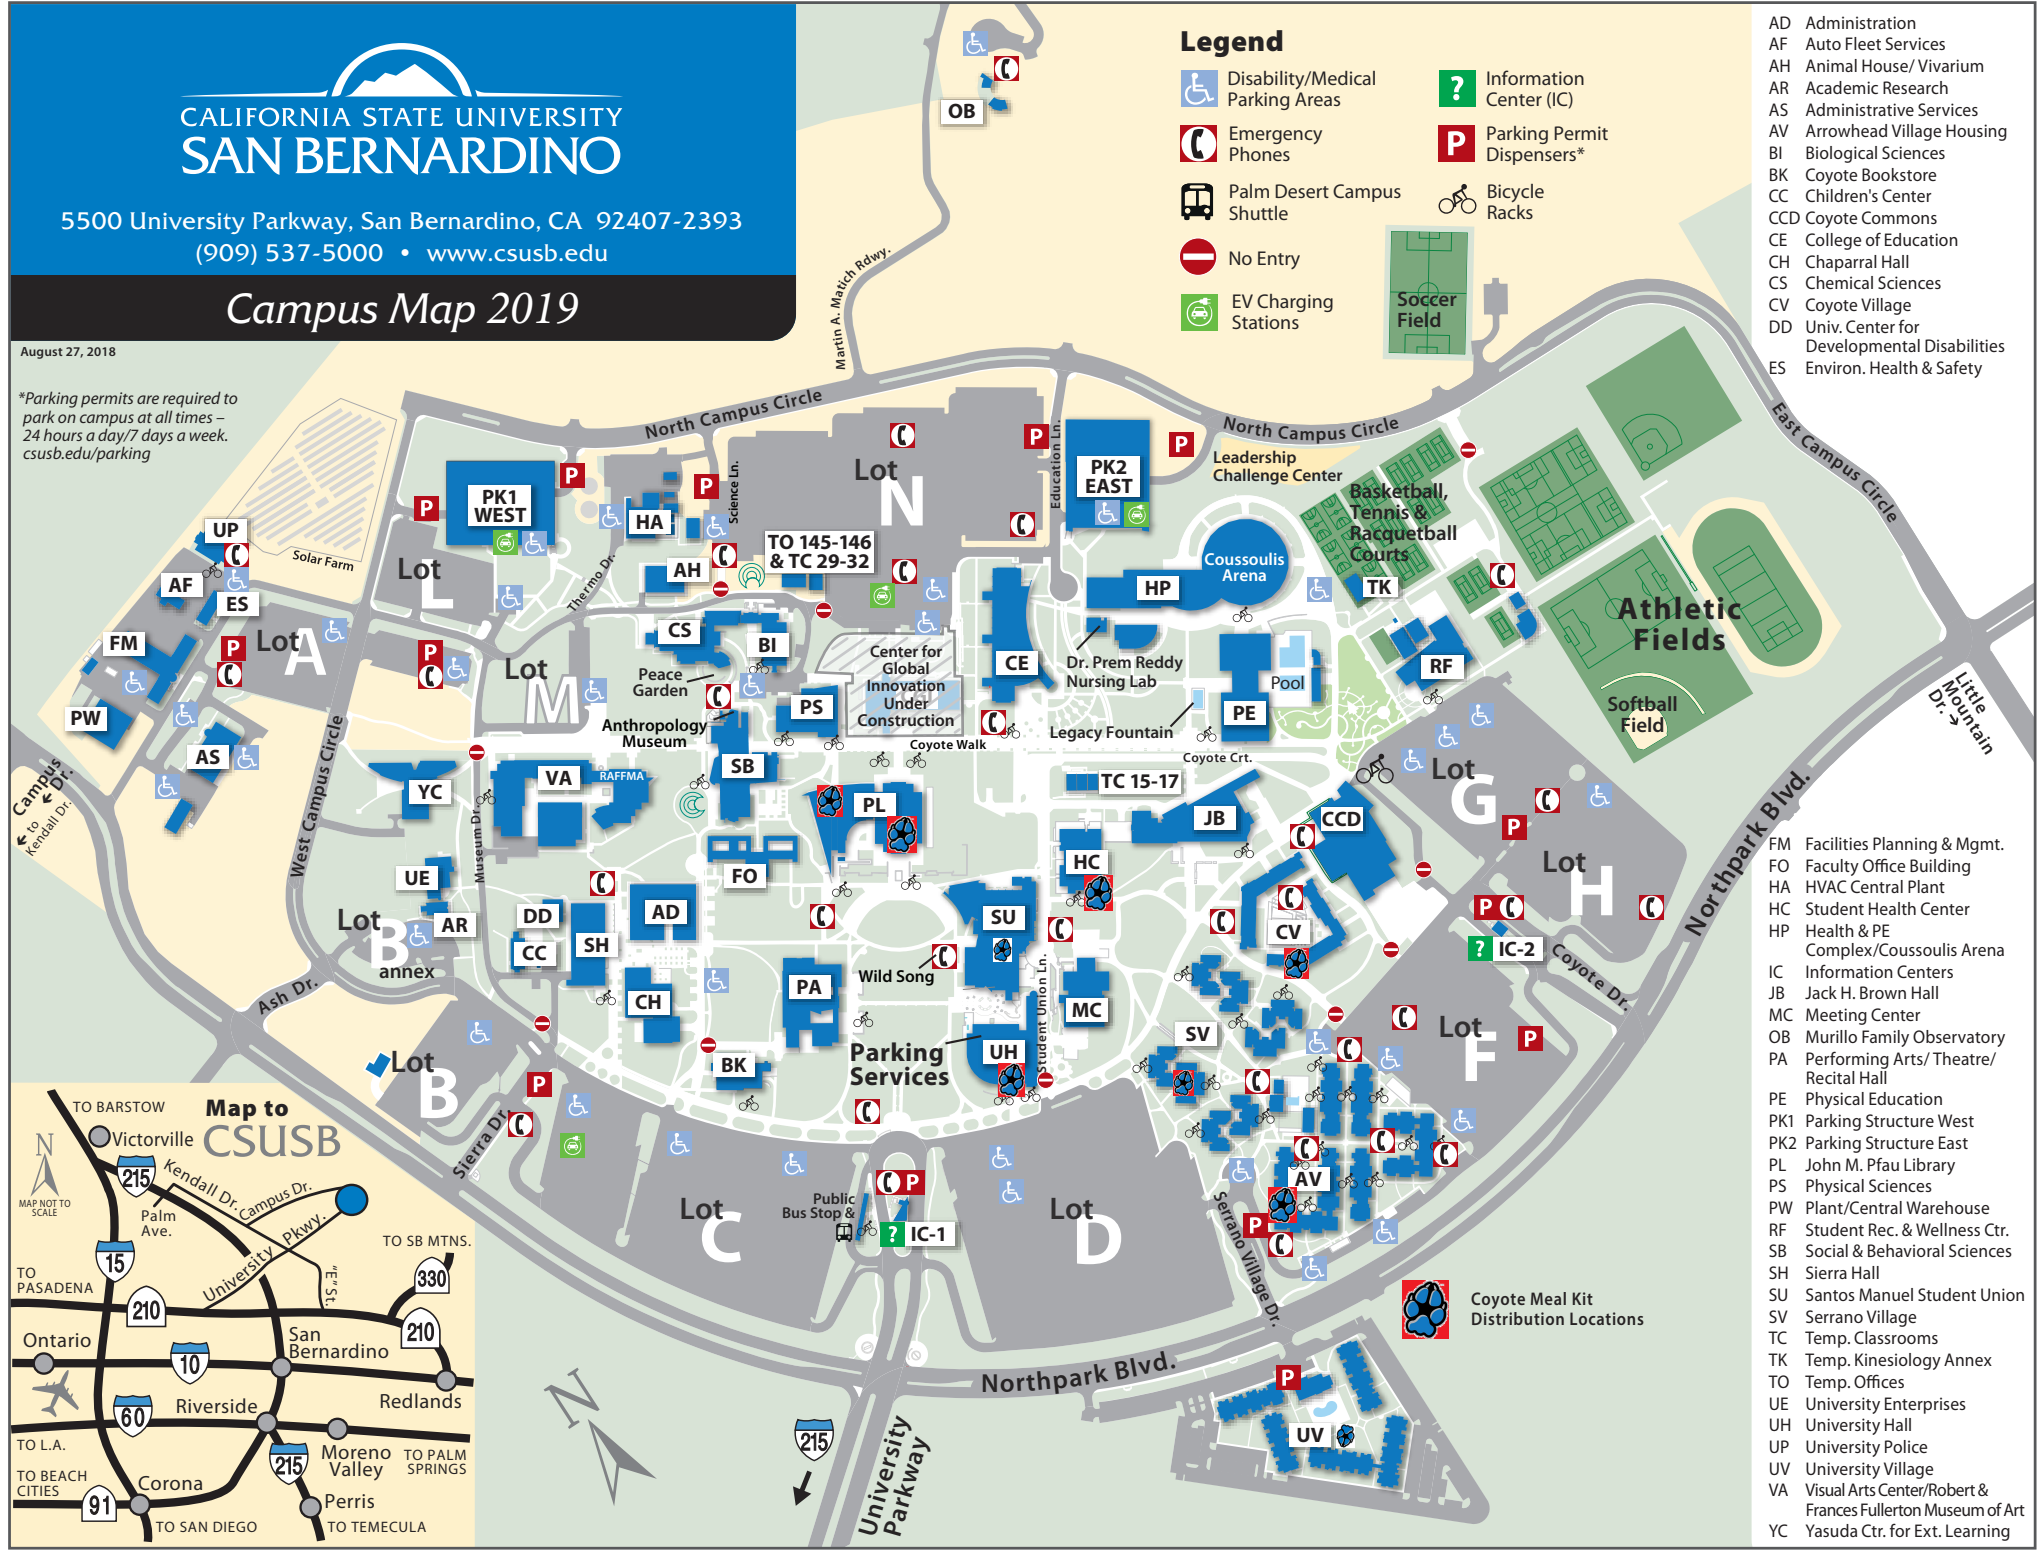 CALIFORNIA STATE UNIVERSITY
SAN BERNARDINO
5500 University Parkway, San Bernardino, CA 92407-2393
(909) 537-5000 • www.csusb.edu
Campus Map 2019
August 27, 2018
*Parking permits are required to
park on campus at all times –
24 hours a day/7 days a week.
csusb.edu/parking
Legend
Disability/Medical
Parking Areas
Emergency
Phones
Palm Desert Campus
Shuttle
No Entry
EV Charging
Stations
?
Information
Center (IC)
P
Parking Permit
Dispensers*
Bicycle
Racks
AD Administration
AF Auto Fleet Services
AH Animal House/ Vivarium
AR Academic Research
AS Administrative Services
AV Arrowhead Village Housing
BI Biological Sciences
BK Coyote Bookstore
CC Children's Center
CCD Coyote Commons
CE College of Education
CH Chaparral Hall
CS Chemical Sciences
CV Coyote Village
DD Univ. Center for
Developmental Disabilities
ES Environ. Health & Safety
OB
Martin A. Matich Rdwy.
Soccer
Field
North Campus Circle
North Campus Circle
East Campus Circle
Leadership
Challenge Center
Basketball,
Tennis &
Racquetball
Courts
Lot
N
Education Ln.
PK2
EAST
PK1
WEST
P
P
P
P
P
HA
Science Ln.
TO 145-146
& TC 29-32
Solar Farm
UP
AF
ES
FM
PW
AS
P
P
Lot
A
Lot
L
Lot
M
Thermo Dr.
AH
CS
BI
Peace
Garden
Anthropology
Museum
PS
Center for
Global
Innovation
Under
Construction
CE
HP
Coussoulis
Arena
TK
Dr. Prem Reddy
Nursing Lab
RF
PE
Pool
Legacy Fountain
Athletic
Fields
Softball
Field
Little
Mountain
Dr.
Coyote Walk
Coyote Crt.
West Campus Circle
Campus
Dr.
to
Kendall Dr.
YC
VA
RAFFMA
Museum Dr.
SB
PL
FO
TC 15-17
JB
CCD
HC
Lot
G
P
Lot
H
Northpark Blvd.
UE
AR
Lot
B
annex
DD
CC
SH
AD
CH
PA
SU
Wild Song
Student Union Ln.
MC
CV
P
?
IC-2
Coyote Dr.
Ash Dr.
Lot
B
BK
Parking
Services
UH
SV
Lot
F
P
P
Sierra Dr.
Lot
C
Public
Bus Stop &
P
?
IC-1
Lot
D
AV
P
Serrano Village Dr.
Coyote Meal Kit
Distribution Locations
Northpark Blvd.
University
Parkway
N
215
P
UV
Map to
CSUSB
N
MAP NOT TO
SCALE
TO BARSTOW
Victorville
215
Kendall Dr.
Campus Dr.
Palm
Ave.
University Pkwy.
"E" St.
TO SB MTNS.
330
15
TO
PASADENA
210
210
Ontario
10
San
Bernardino
Redlands
60
Riverside
TO L.A.
Moreno
Valley
TO PALM
SPRINGS
215
TO BEACH
CITIES
91
Corona
Perris
TO SAN DIEGO
TO TEMECULA
FM Facilities Planning & Mgmt.
FO Faculty Office Building
HA HVAC Central Plant
HC Student Health Center
HP Health & PE
Complex/Coussoulis Arena
IC Information Centers
JB Jack H. Brown Hall
MC Meeting Center
OB Murillo Family Observatory
PA Performing Arts/ Theatre/
Recital Hall
PE Physical Education
PK1 Parking Structure West
PK2 Parking Structure East
PL John M. Pfau Library
PS Physical Sciences
PW Plant/Central Warehouse
RF Student Rec. & Wellness Ctr.
SB Social & Behavioral Sciences
SH Sierra Hall
SU Santos Manuel Student Union
SV Serrano Village
TC Temp. Classrooms
TK Temp. Kinesiology Annex
TO Temp. Offices
UE University Enterprises
UH University Hall
UP University Police
UV University Village
VA Visual Arts Center/Robert &
Frances Fullerton Museum of Art
YC Yasuda Ctr. for Ext. Learning